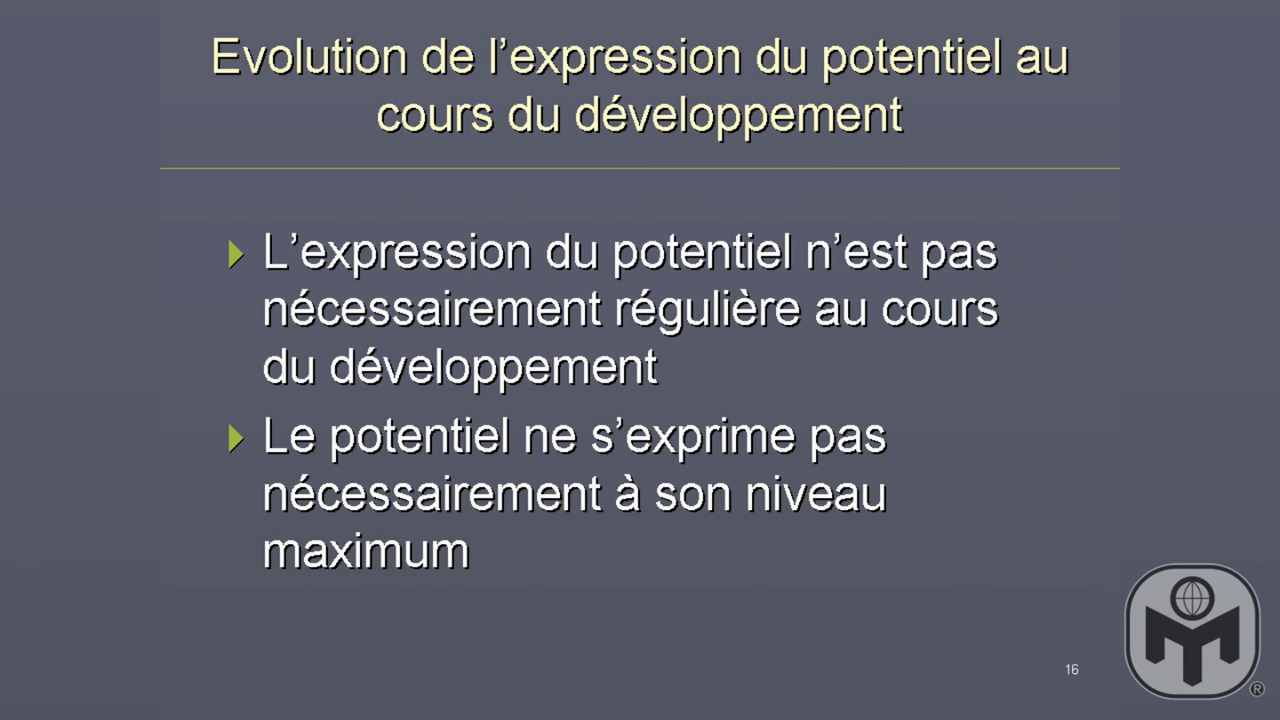 Evolution de l’expression du potentiel au
cours du développement
L’expression du potentiel n’est pas
nécessairement régulière au cours
du développement
Le potentiel ne s’exprime pas
nécessairement à son niveau
maximum
16
®